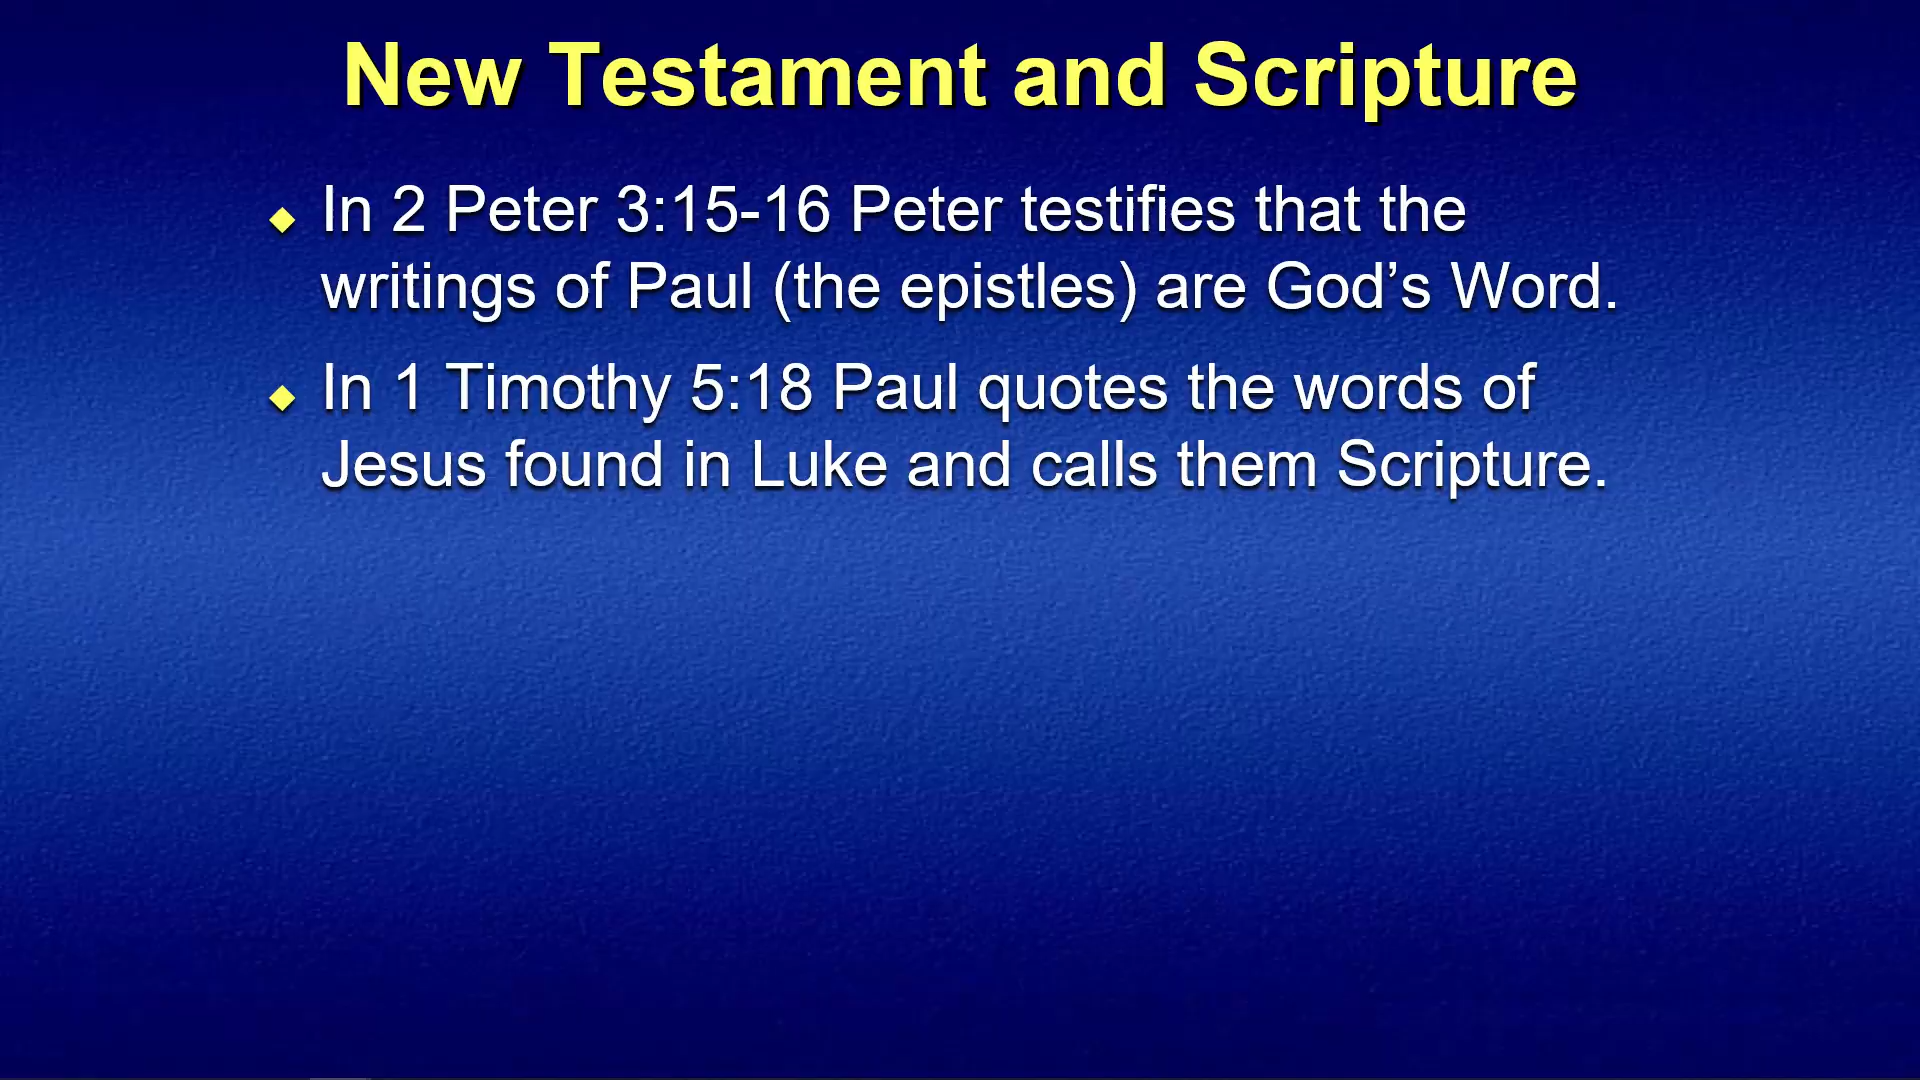 New Testament and Scripture
In 2 Peter 3:15-16 Peter testifies that the
writings of Paul (the epistles) are God’s Word.
In 1 Timothy 5:18 Paul quotes the words of
Jesus found in Luke and calls them Scripture.